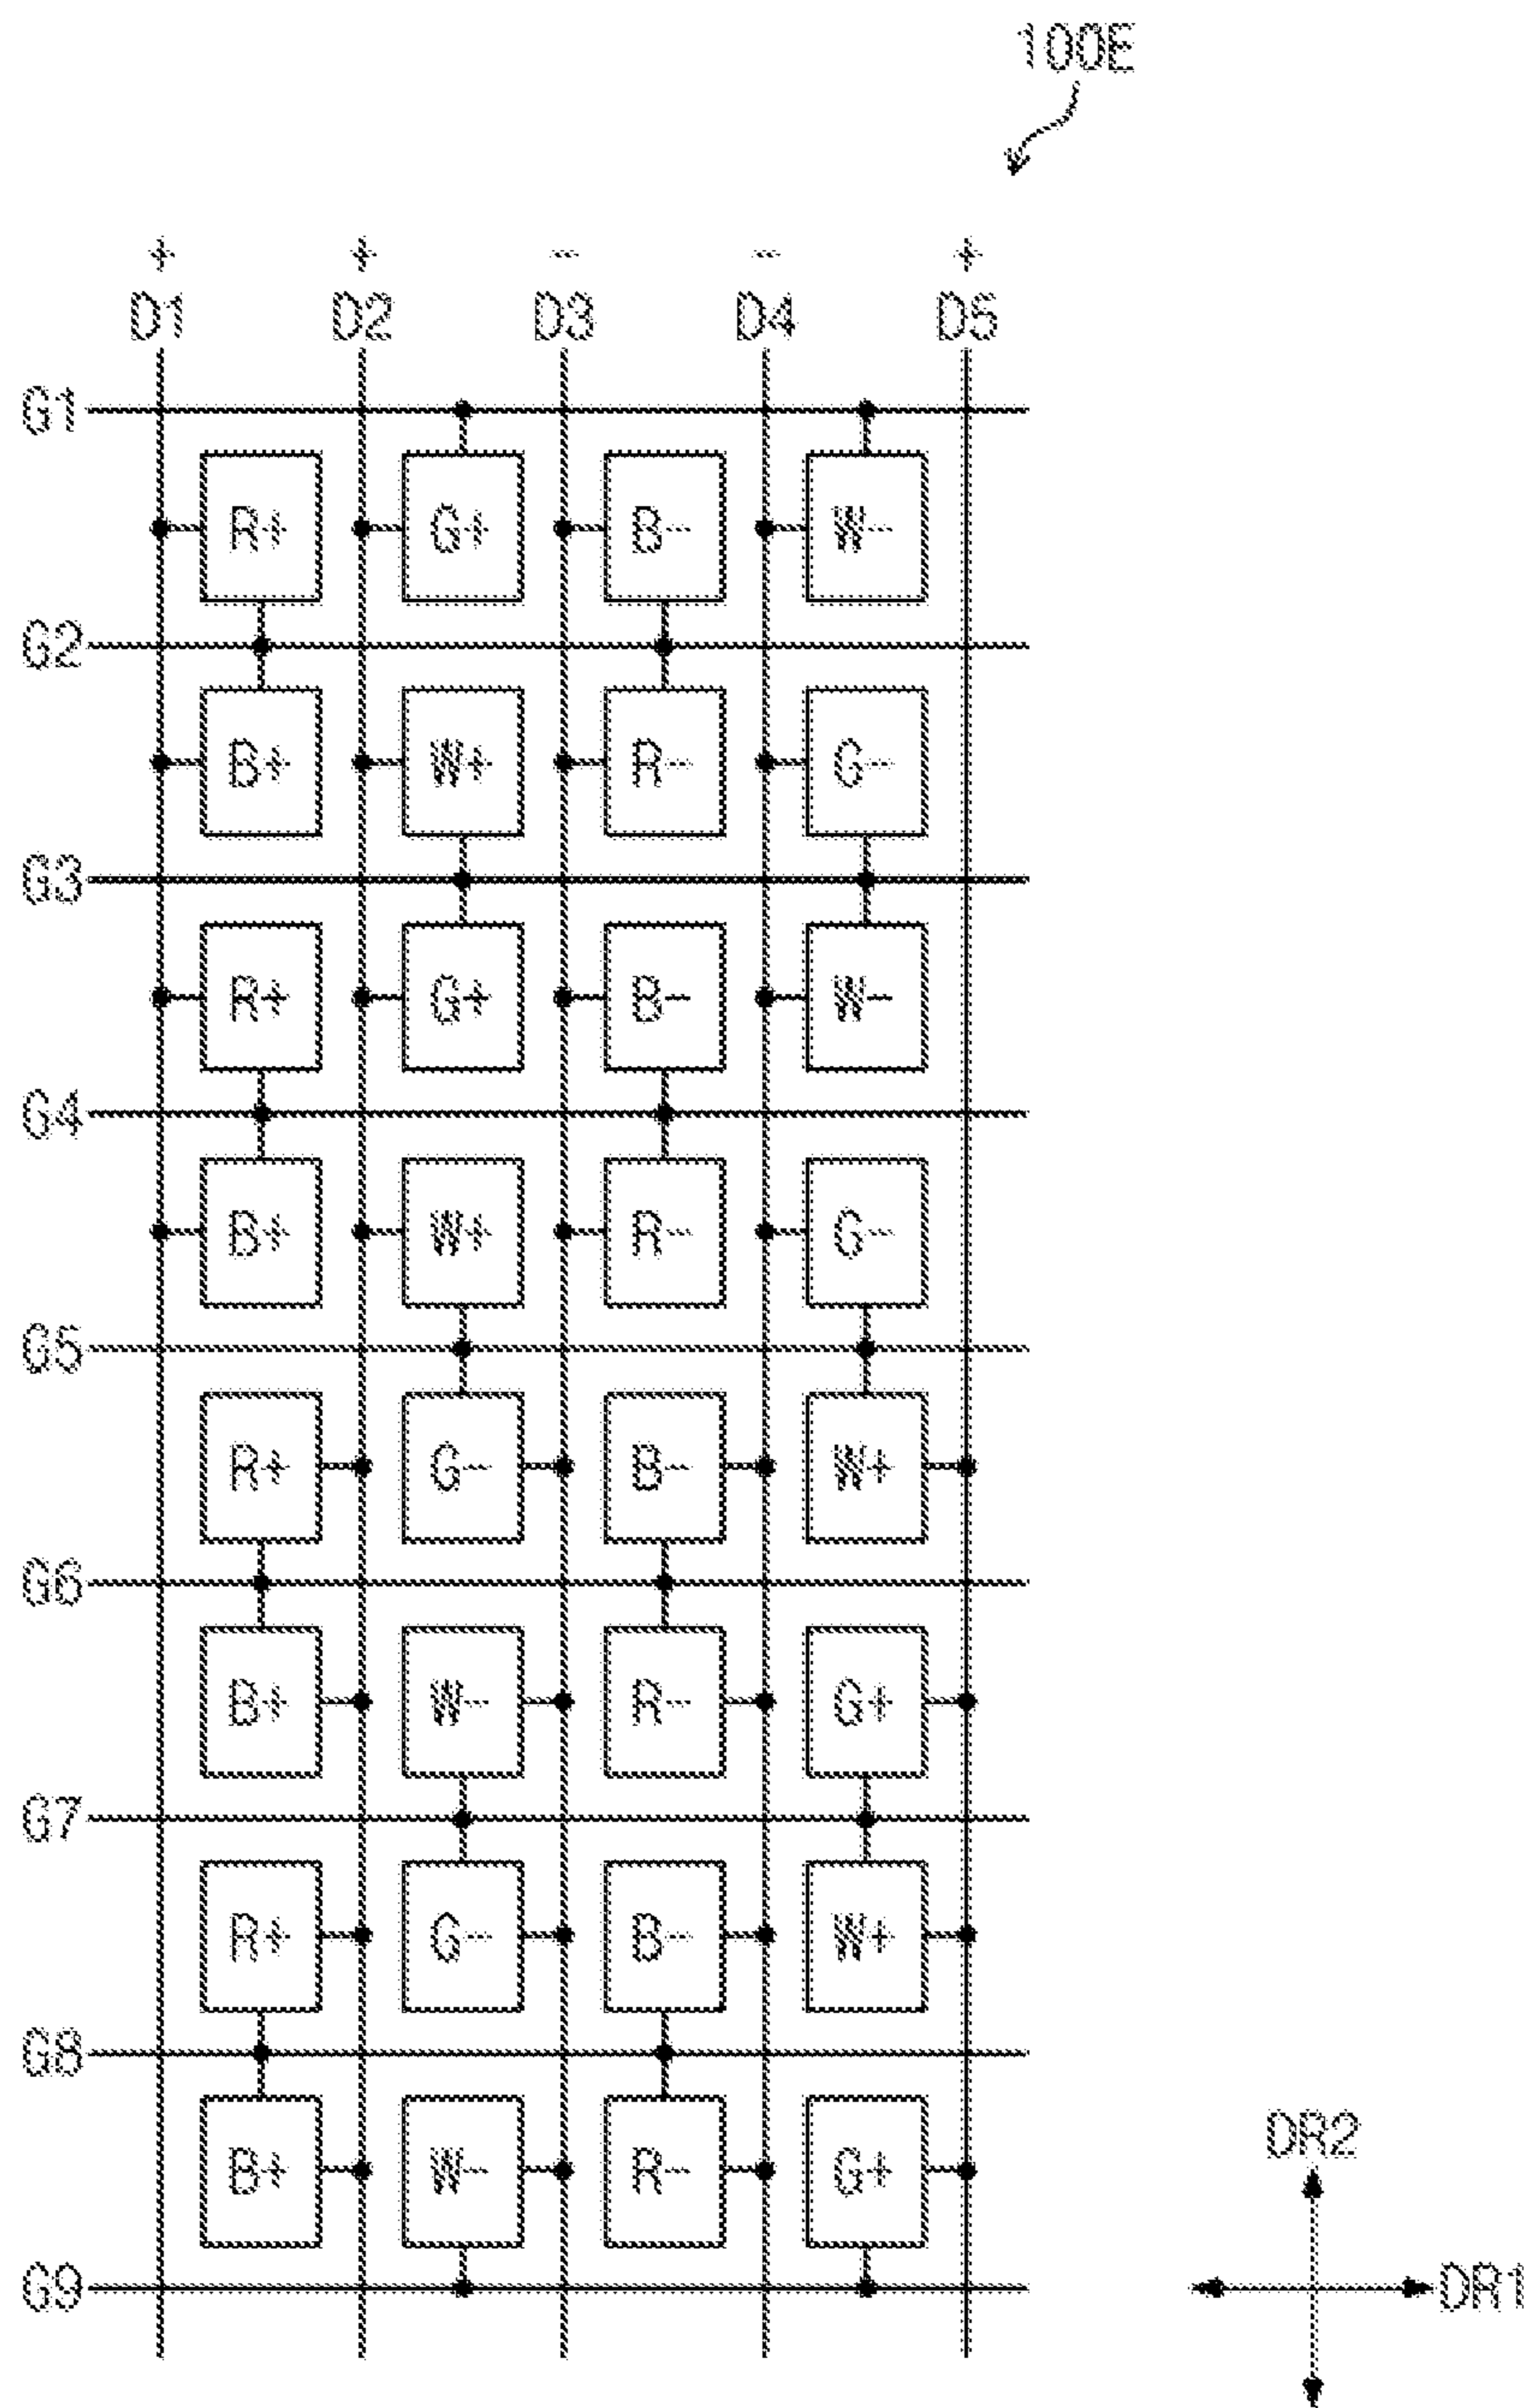 100E
+ + - - +
D1 D2 D3 D4 D5
G1
R+ G+ B- W-
G2
B+ W+ R- G-
G3
R+ G+ B- W-
G4
B+ W+ R- G-
G5
R+ G- B- W+
G6
B+ W- R- G+
G7
R+ G- B- W+
G8
B+ W- R- G+
G9
DR2
DR1